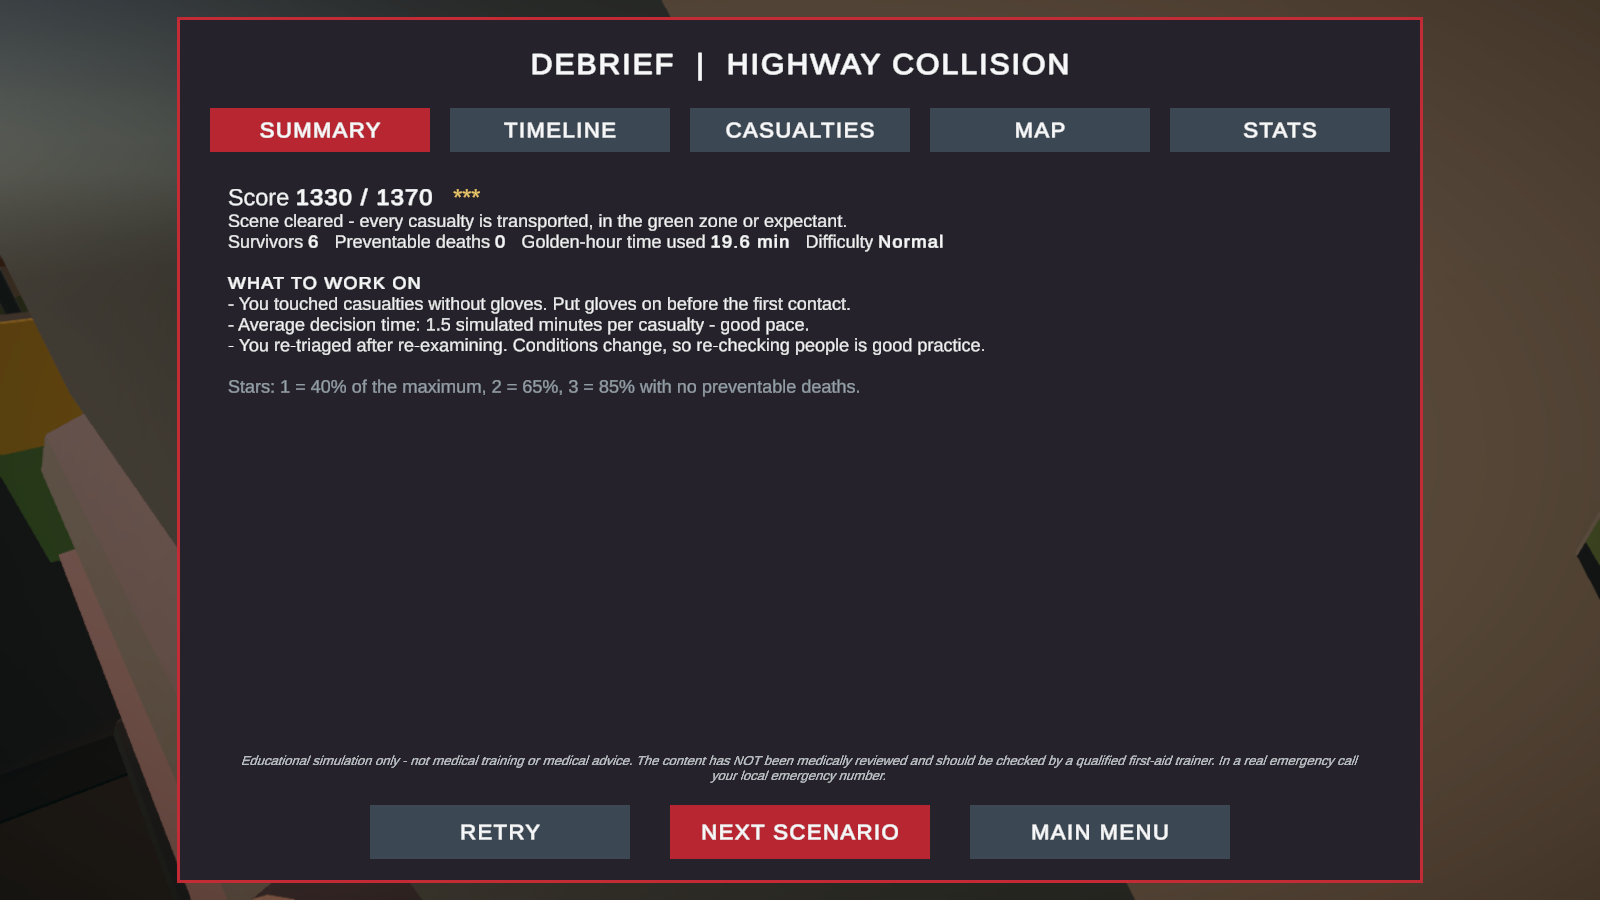 DEBRIEF | HIGHWAY COLLISION
SUMMARY
TIMELINE
CASUALTIES
MAP
STATS
Score 1330 / 1370 ***
Scene cleared - every casualty is transported, in the green zone or expectant.
Survivors 6 Preventable deaths 0 Golden-hour time used 19.6 min Difficulty Normal
WHAT TO WORK ON
- You touched casualties without gloves. Put gloves on before the first contact.
- Average decision time: 1.5 simulated minutes per casualty - good pace.
- You re-triaged after re-examining. Conditions change, so re-checking people is good practice.
Stars: 1 = 40% of the maximum, 2 = 65%, 3 = 85% with no preventable deaths.
Educational simulation only - not medical training or medical advice. The content has NOT been medically reviewed and should be checked by a qualified first-aid trainer. In a real emergency call
your local emergency number.
RETRY
NEXT SCENARIO
MAIN MENU